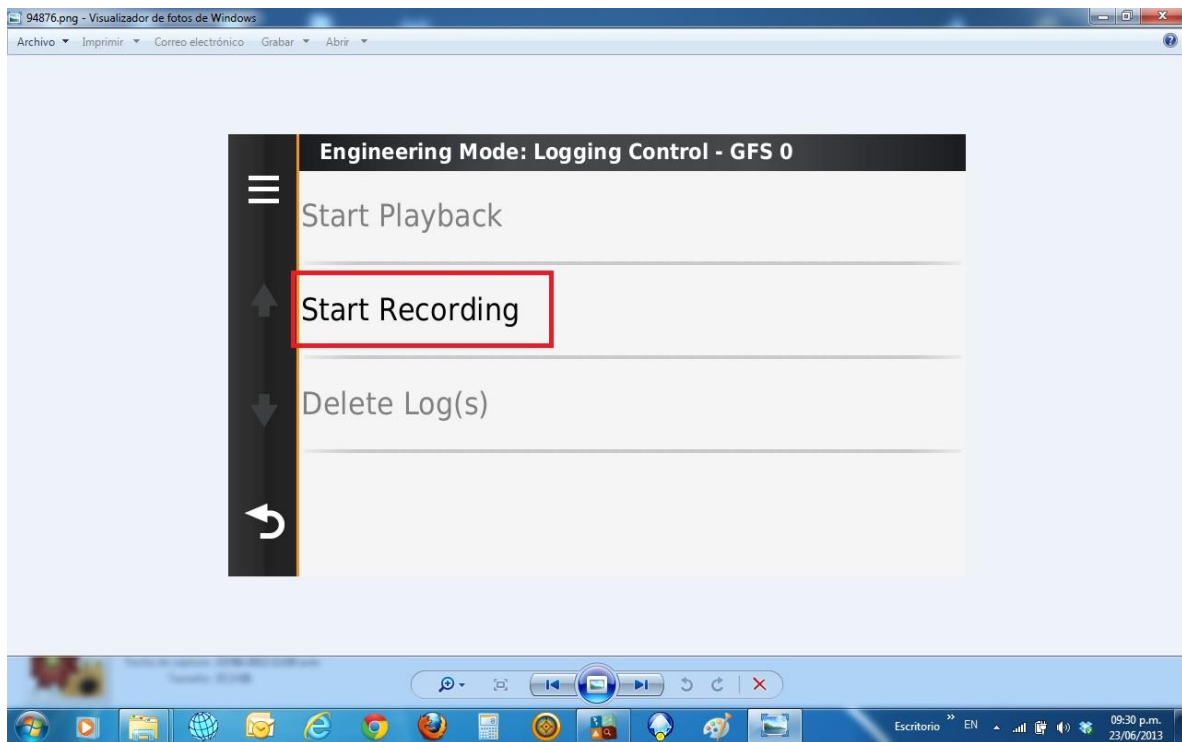 94876.png - Visualizador de fotos de Windows
Archivo Imprimir Correo electrónico Grabar Abrir
Engineering Mode: Logging Control - GFS 0
Start Playback
Start Recording
Delete Log(s)
Escritorio » EN 09:30 p.m.
23/06/2013